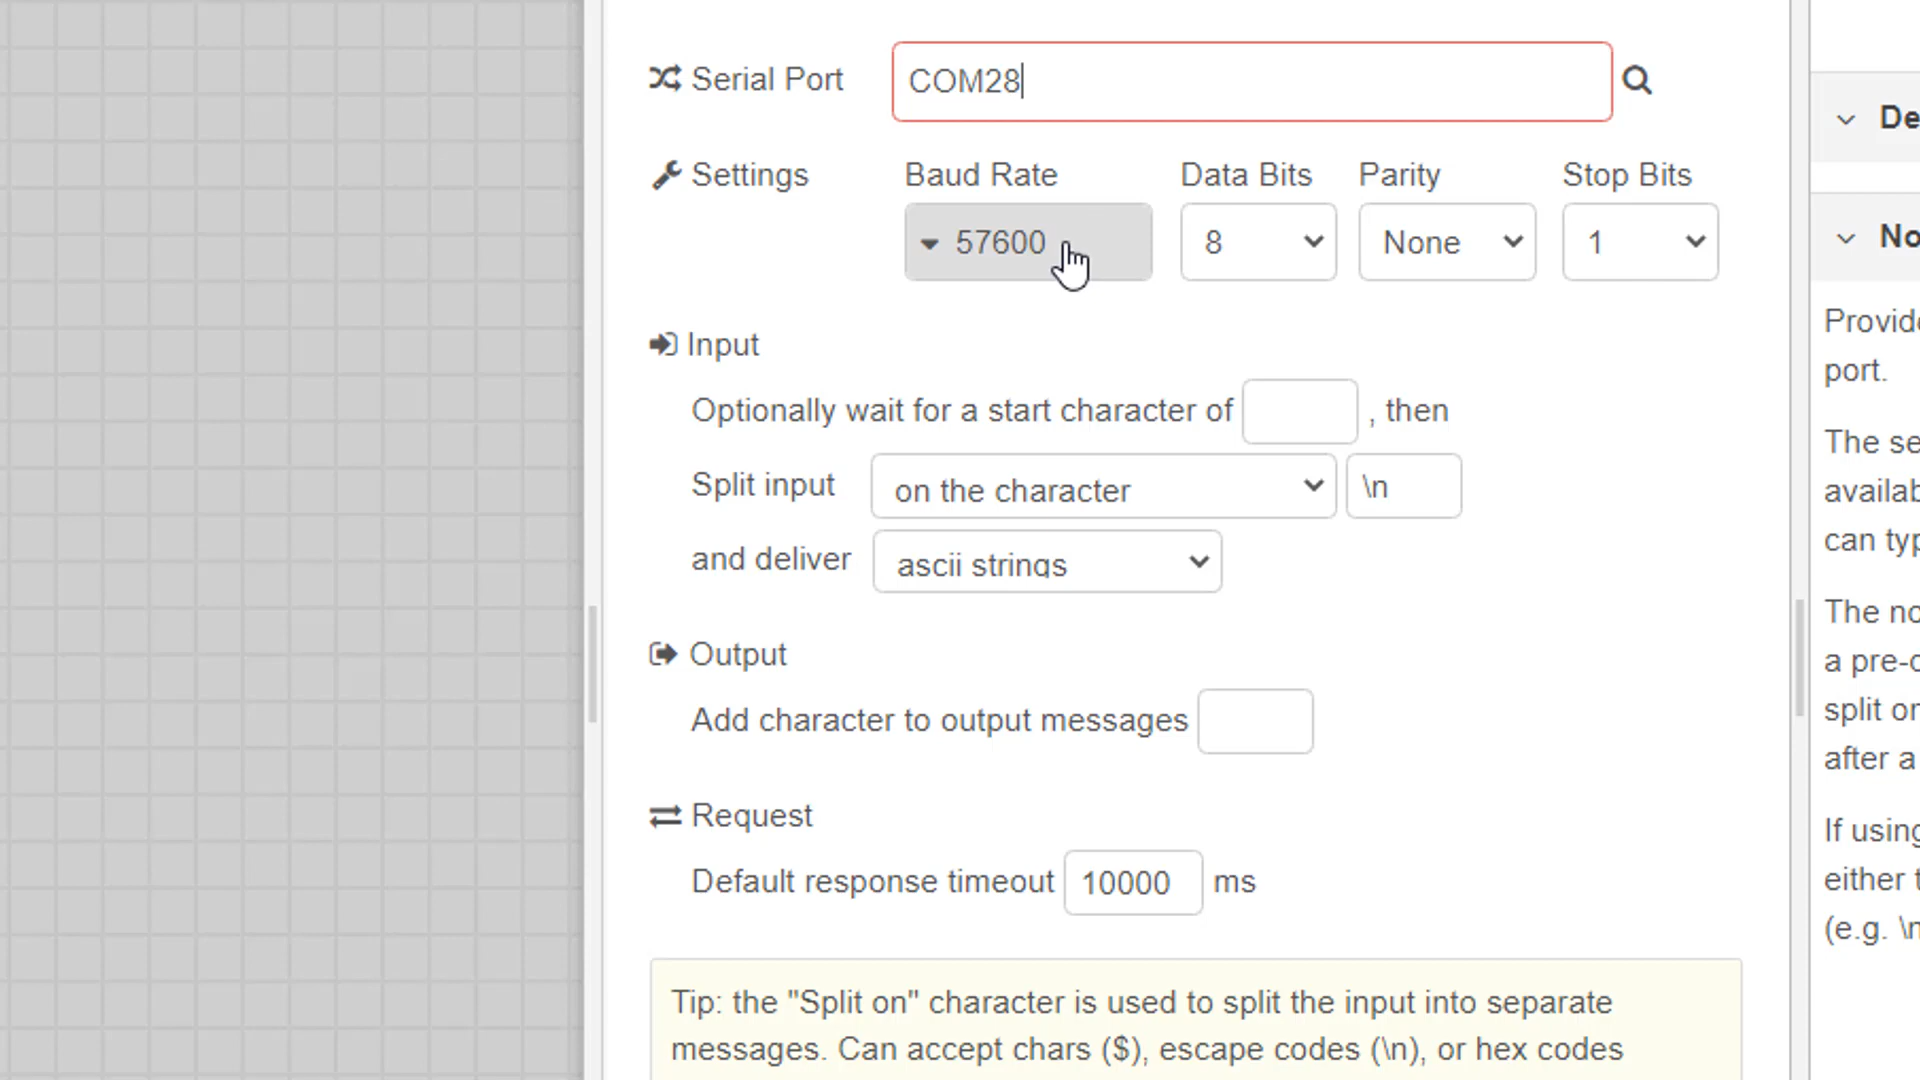 Serial Port COM28
Settings Baud Rate Data Bits Parity Stop Bits
57600 8 None 1
Input
Optionally wait for a start character of , then
Split input on the character \n
and deliver ascii strings
Output
Add character to output messages
Request
Default response timeout 10000 ms
Tip: the "Split on" character is used to split the input into separate
messages. Can accept chars ($), escape codes (\n), or hex codes
De
No
Provid
port.
The se
availab
can typ
The no
a pre-c
split or
after a
If using
either t
(e.g. \n